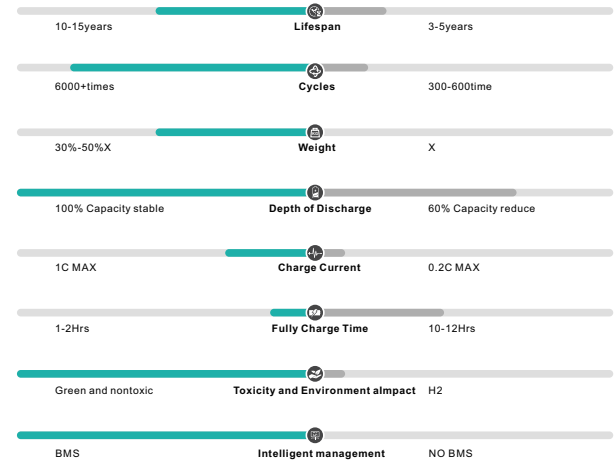 10-15years Lifespan 3-5years
6000+times Cycles 300-600time
30%-50%X Weight X
100% Capacity stable Depth of Discharge 60% Capacity reduce
1C MAX Charge Current 0.2C MAX
1-2Hrs Fully Charge Time 10-12Hrs
Green and nontoxic Toxicity and Environment aImpact H2
BMS Intelligent management NO BMS